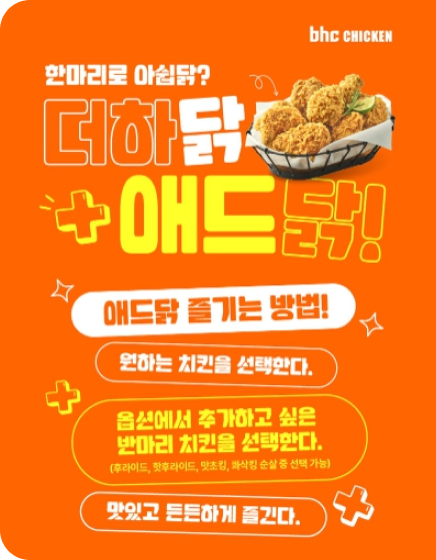 bhc CHICKEN
한마리로 아쉽닭?
더하닭
+애드닭!
애드닭 즐기는 방법!
원하는 치킨을 선택한다.
옵션에서 추가하고 싶은
반마리 치킨을 선택한다.
(후라이드, 핫후라이드, 맛초킹, 콰삭킹 순살 중 선택 가능)
맛있고 든든하게 즐긴다.